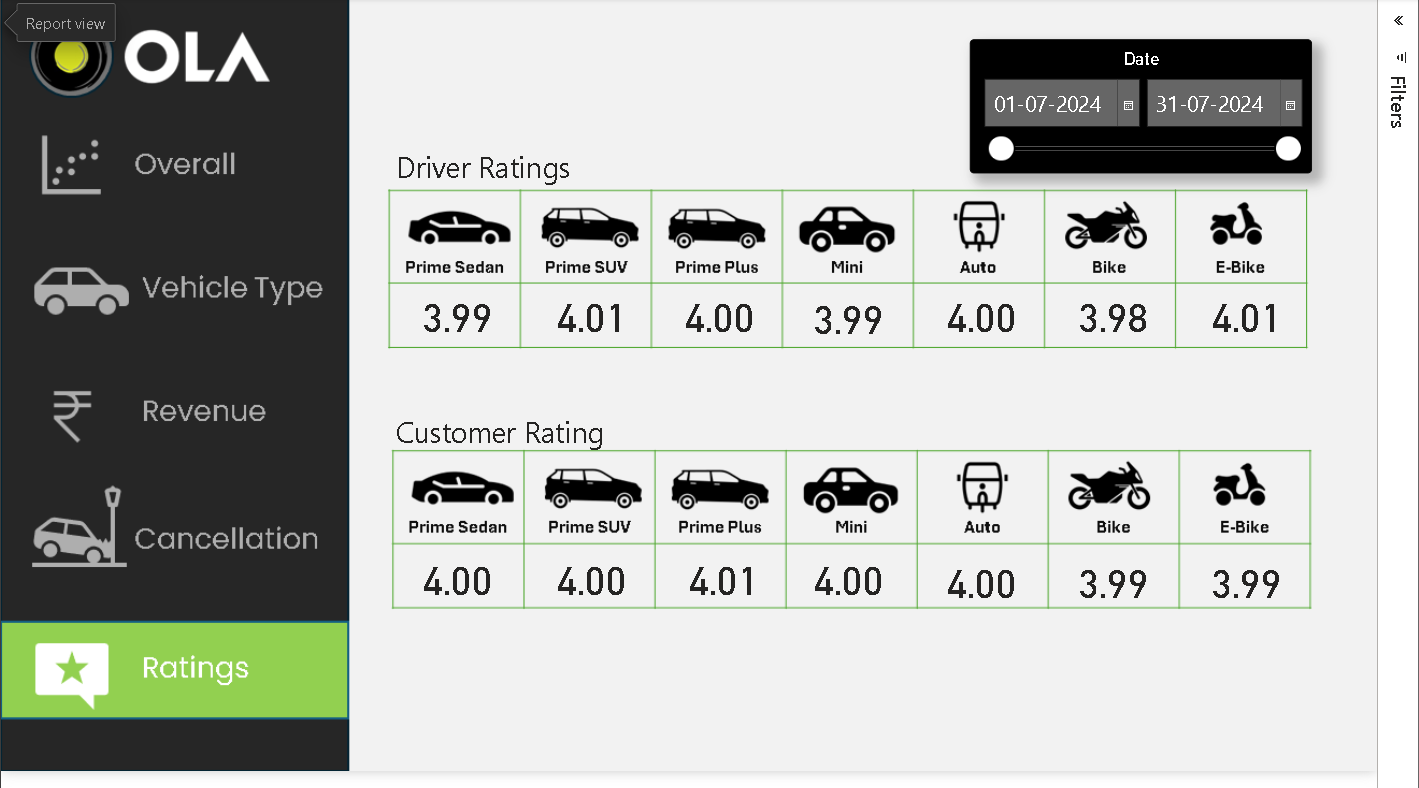 Report view
OLA
Overall
Vehicle Type
Revenue
Cancellation
Ratings
Date
01-07-2024 31-07-2024
Driver Ratings
Prime Sedan Prime SUV Prime Plus Mini Auto Bike E-Bike
3.99 4.01 4.00 3.99 4.00 3.98 4.01
Customer Rating
Prime Sedan Prime SUV Prime Plus Mini Auto Bike E-Bike
4.00 4.00 4.01 4.00 4.00 3.99 3.99
Filters